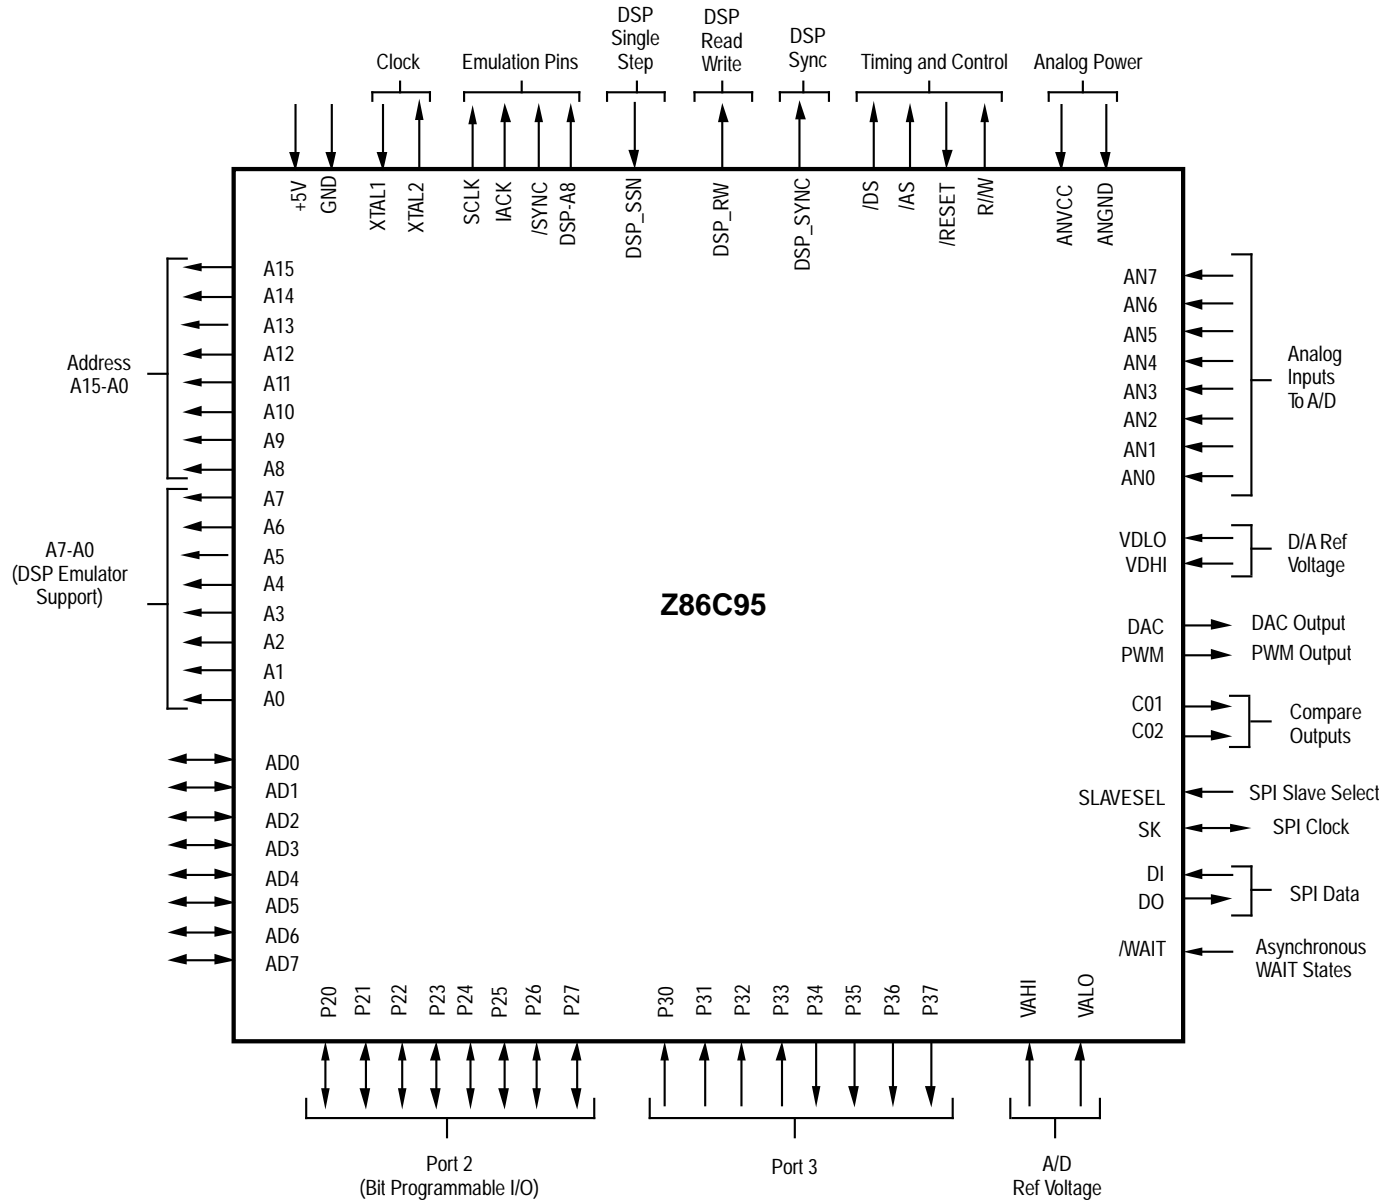 DSP
Single
Step
DSP
Read
Write
DSP
Sync
Clock
Emulation Pins
Timing and Control
Analog Power
+5V
GND
XTAL1
XTAL2
SCLK
IACK
/SYNC
DSP-A8
DSP_SSN
DSP_RW
DSP_SYNC
/DS
/AS
/RESET
R/W
ANVCC
ANGND
Address
A15-A0
A15
A14
A13
A12
A11
A10
A9
A8
A7-A0
(DSP Emulator
Support)
A7
A6
A5
A4
A3
A2
A1
A0
AD0
AD1
AD2
AD3
AD4
AD5
AD6
AD7
Z86C95
AN7
AN6
AN5
AN4
AN3
AN2
AN1
AN0
Analog
Inputs
To A/D
VDLO
VDHI
D/A Ref
Voltage
DAC
DAC Output
PWM
PWM Output
C01
C02
Compare
Outputs
SLAVESEL
SPI Slave Select
SK
SPI Clock
DI
DO
SPI Data
/WAIT
Asynchronous
WAIT States
P20
P21
P22
P23
P24
P25
P26
P27
P30
P31
P32
P33
P34
P35
P36
P37
VAHI
VALO
Port 2
(Bit Programmable I/O)
Port 3
A/D
Ref Voltage